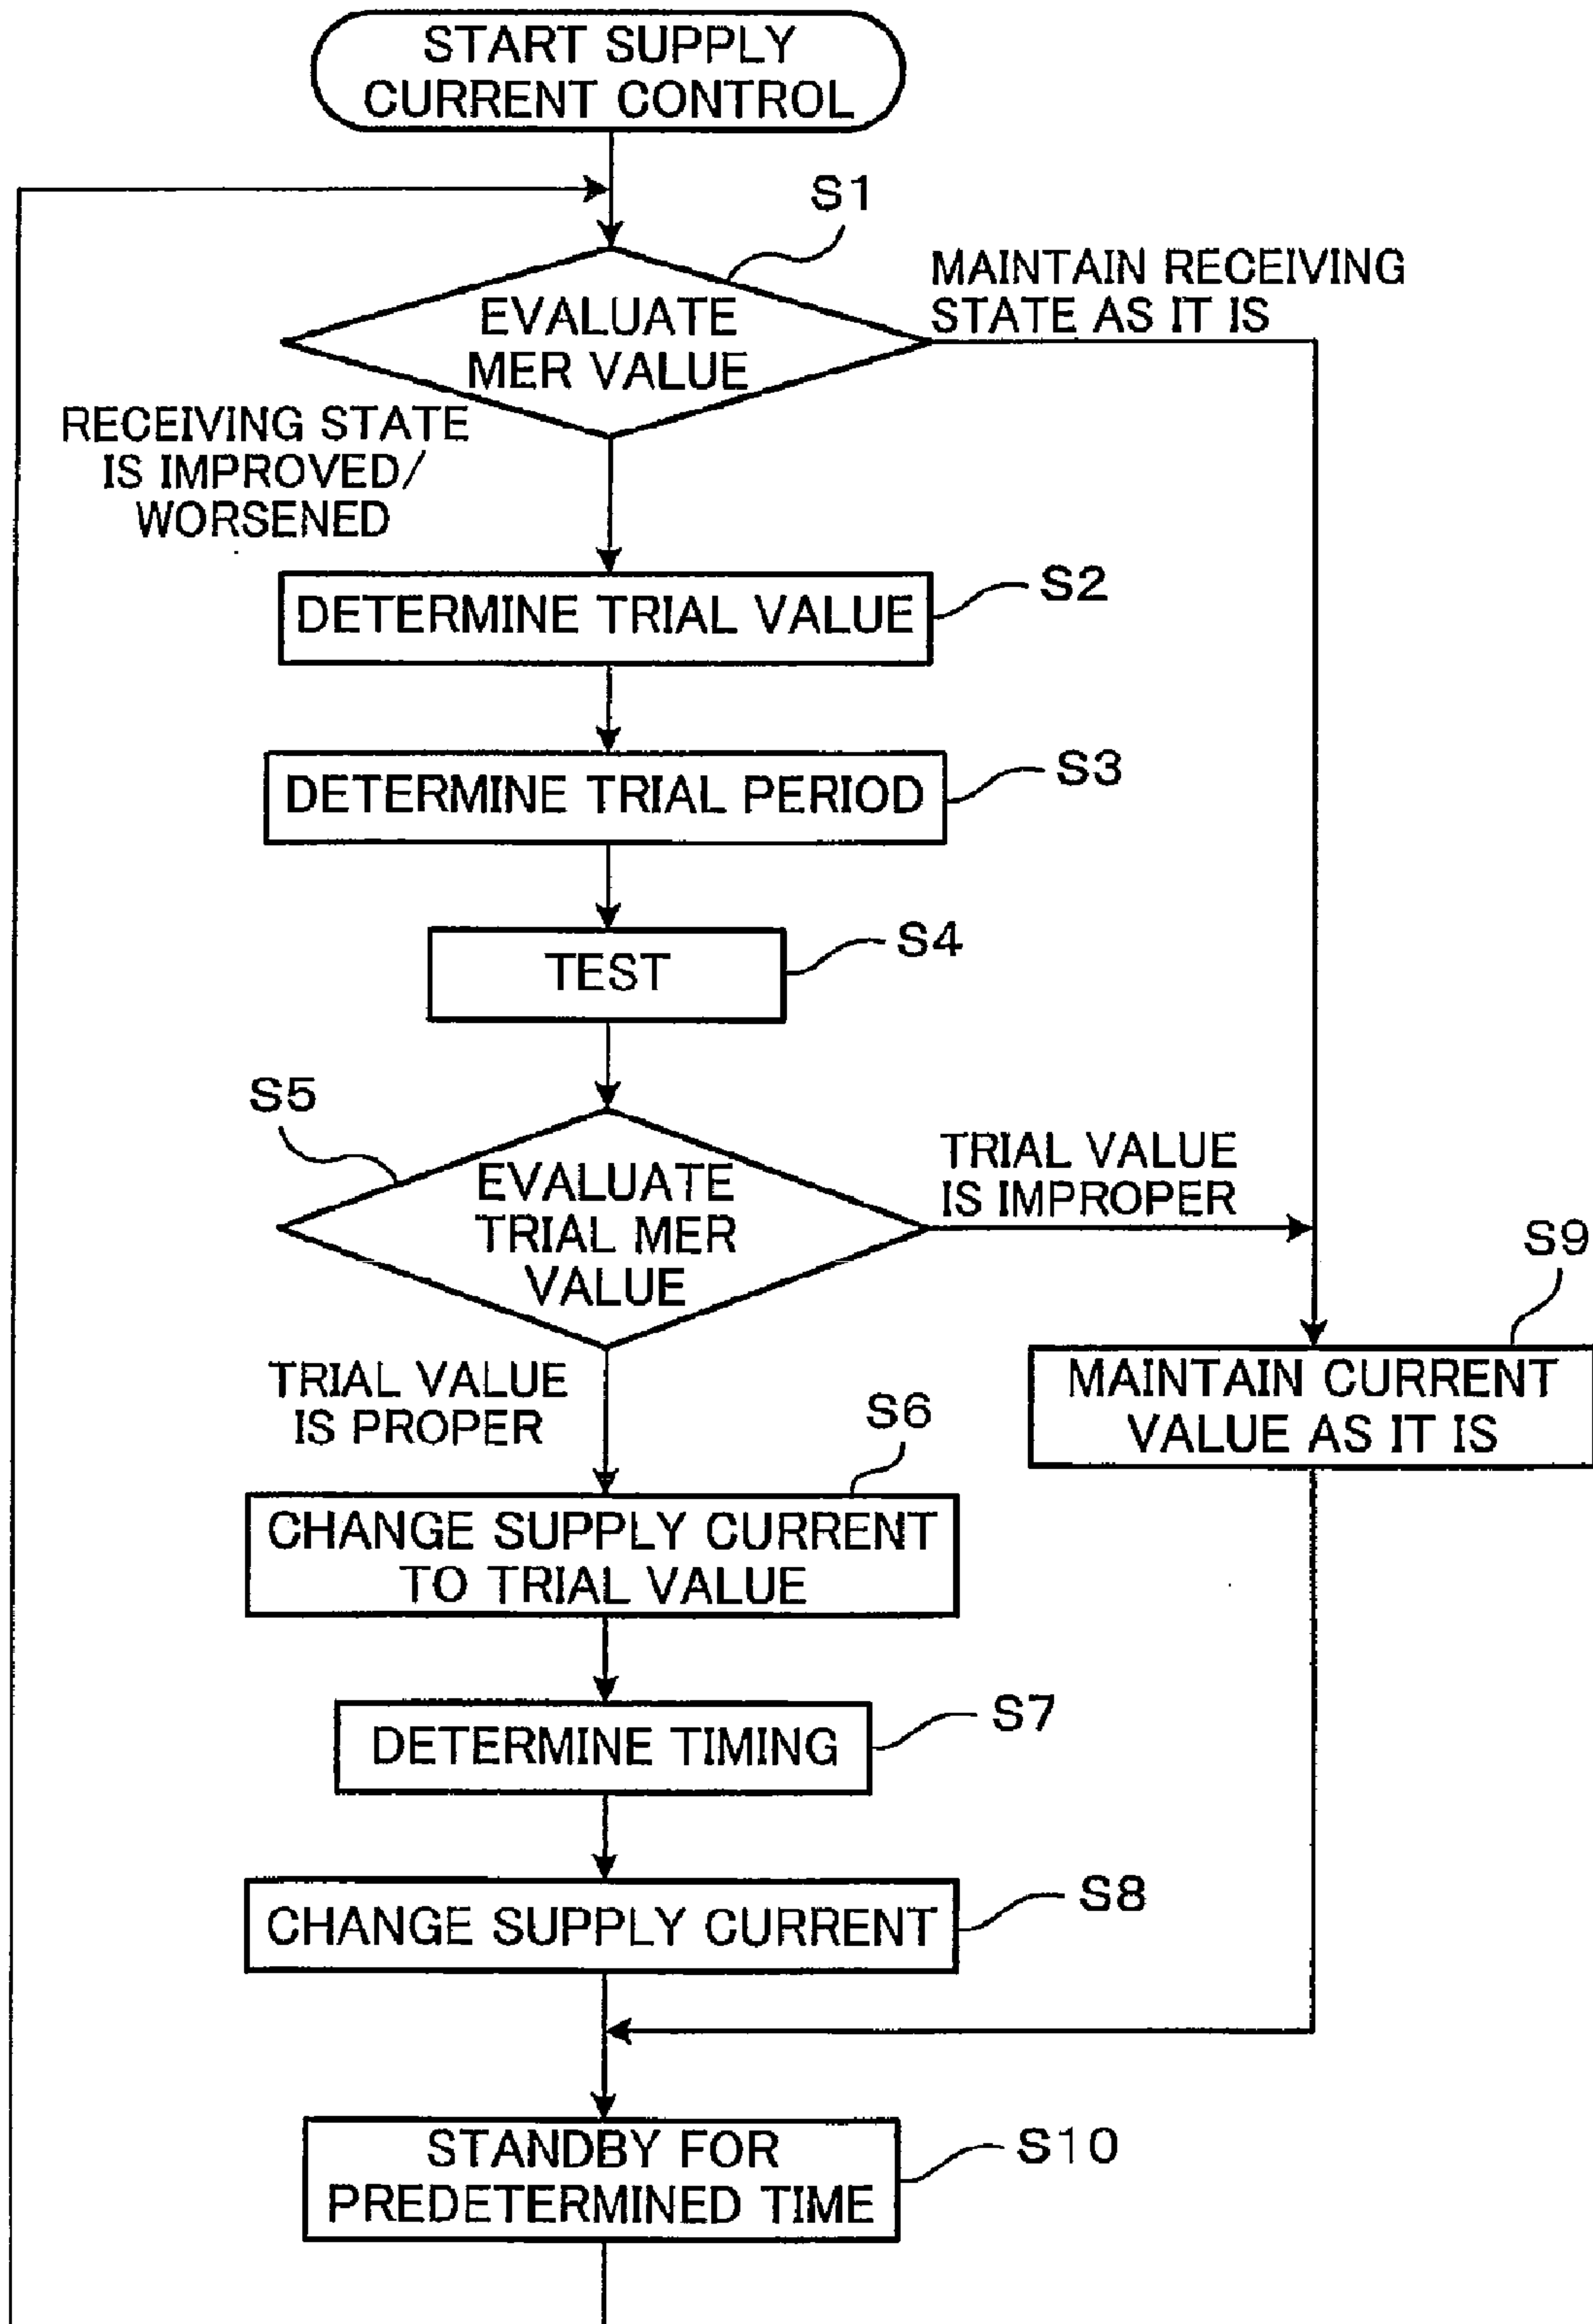 START SUPPLY
CURRENT CONTROL
S1
EVALUATE
MER VALUE
MAINTAIN RECEIVING
STATE AS IT IS
RECEIVING STATE
IS IMPROVED/
WORSENED
DETERMINE TRIAL VALUE
S2
DETERMINE TRIAL PERIOD
S3
TEST
S4
S5
EVALUATE
TRIAL MER
VALUE
TRIAL VALUE
IS IMPROPER
S9
MAINTAIN CURRENT
VALUE AS IT IS
TRIAL VALUE
IS PROPER
S6
CHANGE SUPPLY CURRENT
TO TRIAL VALUE
DETERMINE TIMING
S7
CHANGE SUPPLY CURRENT
S8
STANDBY FOR
PREDETERMINED TIME
S10